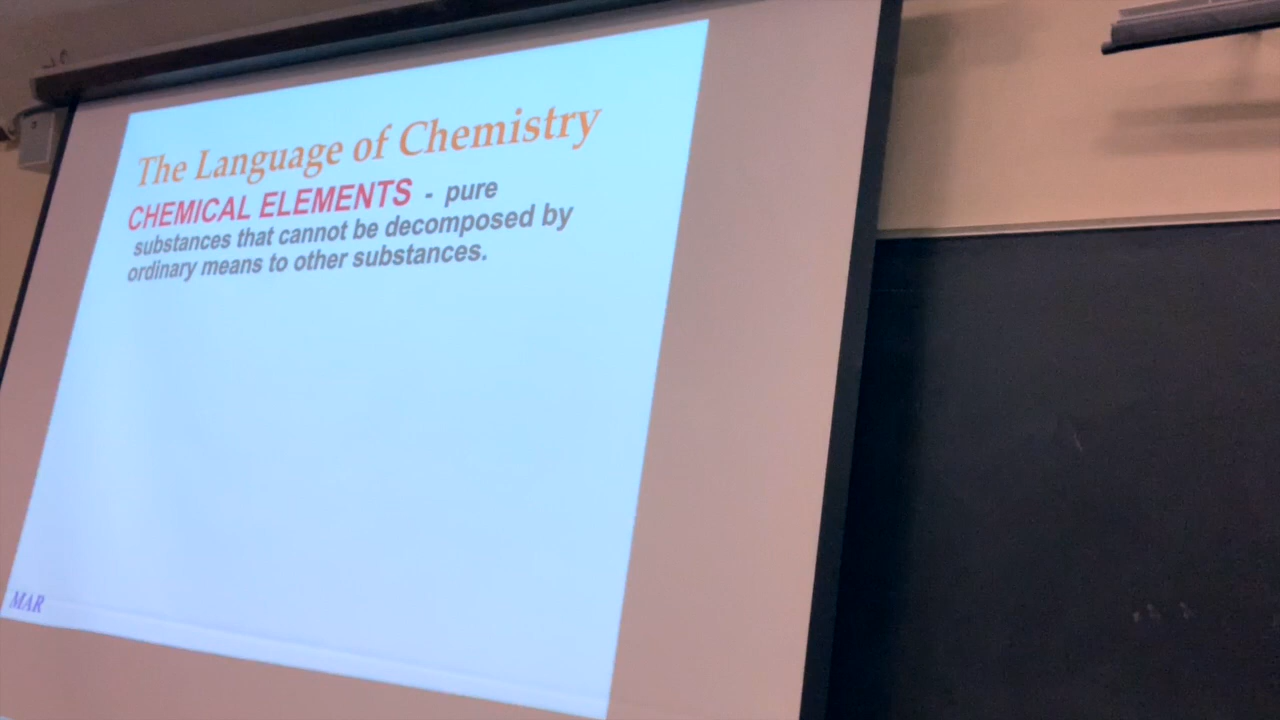 The Language of Chemistry
CHEMICAL ELEMENTS - pure
substances that cannot be decomposed by
ordinary means to other substances.
MAR